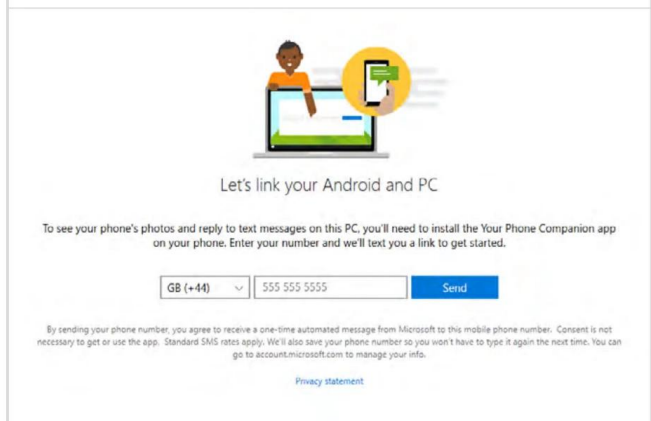 Let's link your Android and PC
To see your phone's photos and reply to text messages on this PC, you'll need to install the Your Phone Companion app
on your phone. Enter your number and we'll text you a link to get started.
GB (+44) 555 555 5555 Send
By sending your phone number, you agree to receive a one-time automated message from Microsoft to this mobile phone number. Consent is not
necessary to get or use the app. Standard SMS rates apply. We'll also save your phone number so you won't have to type it again the next time. You can
go to account.microsoft.com to manage your info.
Privacy statement